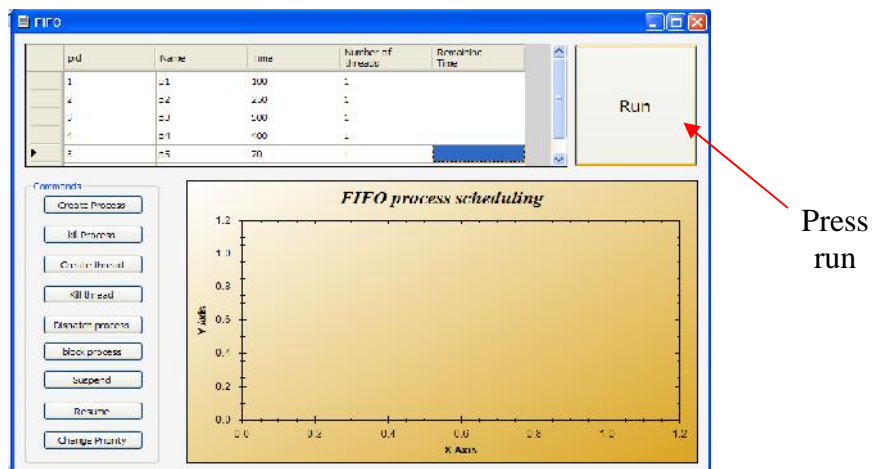 FIFO
pid Name Time Number of threads Remaining Time
1 p1 100 1
2 p2 250 1
3 p3 500 1
4 p4 400 1
5 p5 70 1
Run
Commands
Create Process
kill Process
Create thread
Kill thread
Dispatch process
block process
Suspend
Resume
Change Priority
FIFO process scheduling
1.2
1.0
0.8
0.6
0.4
0.2
0.0
Y Axis
0.0 0.2 0.4 0.6 0.8 1.0 1.2
X Axis
Press
run